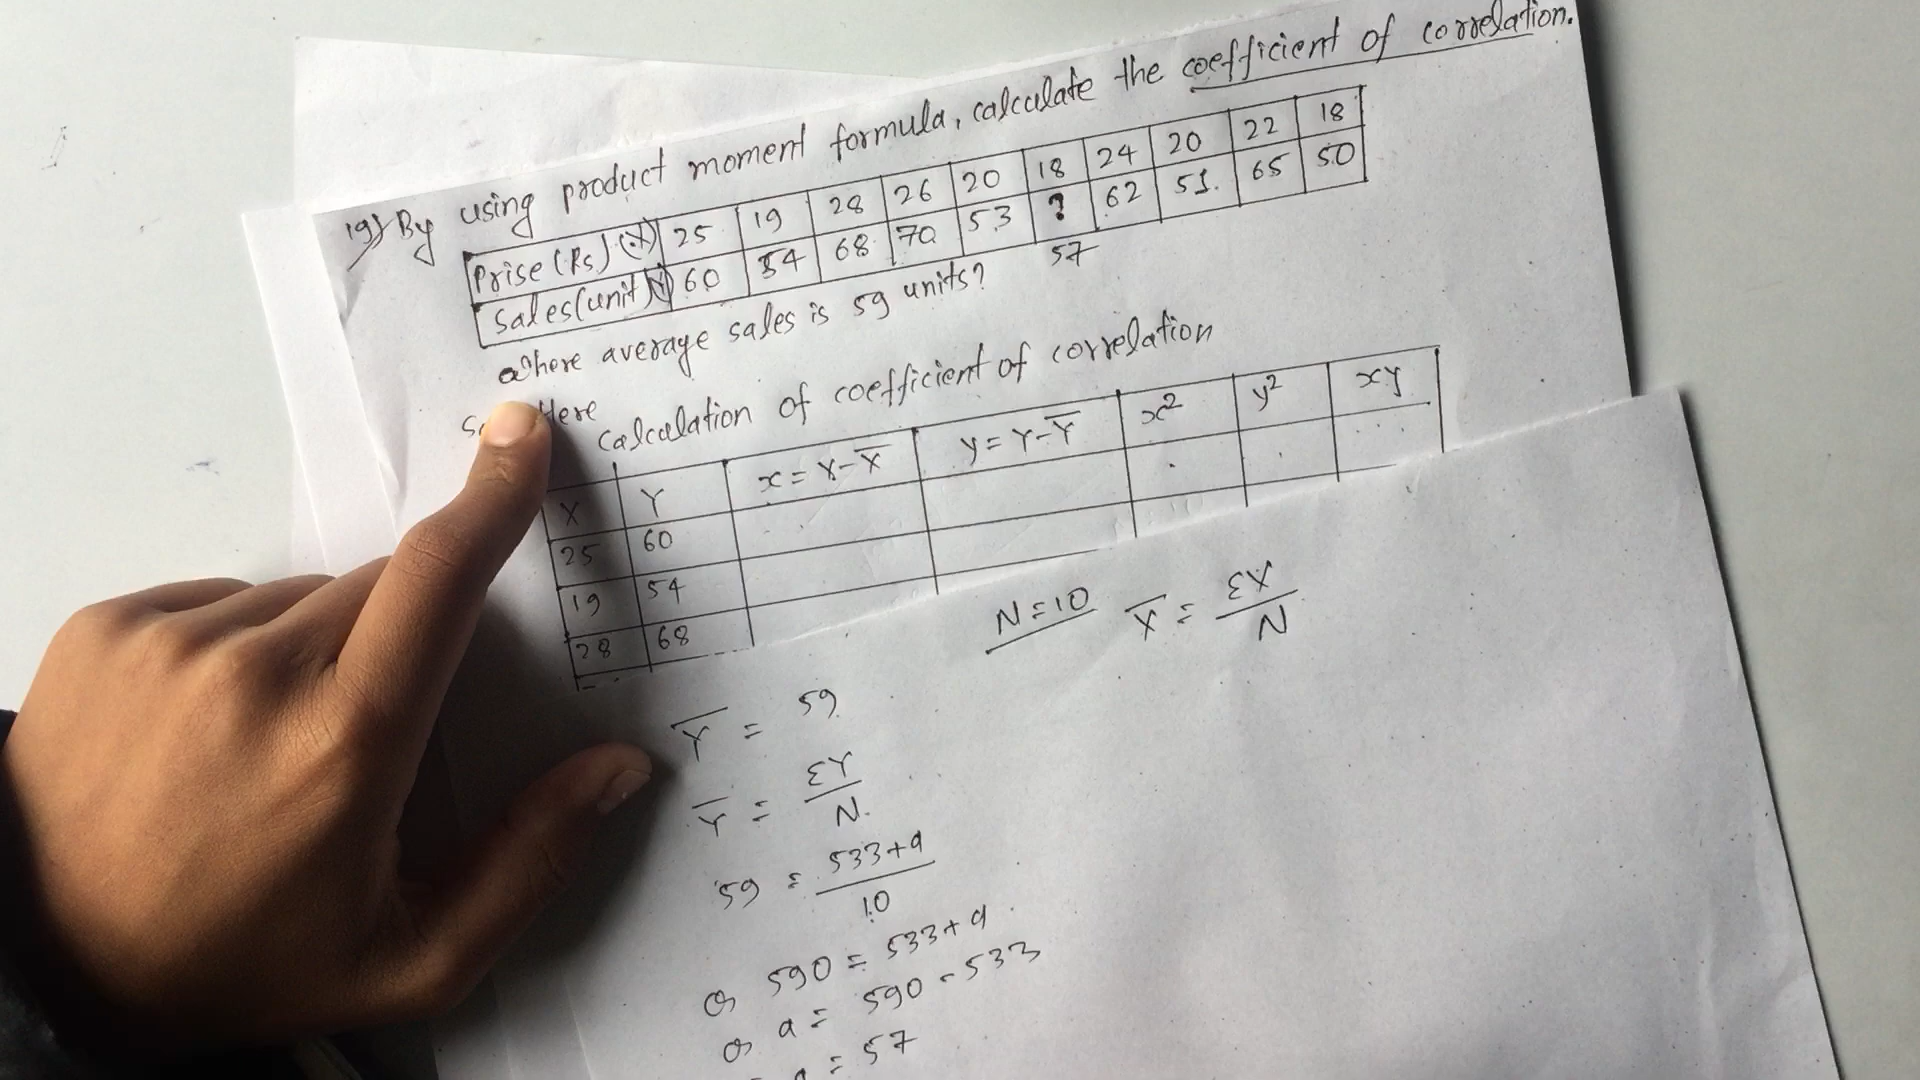 19) By using product moment formula, calculate the coefficient of correlation.
Prise (Rs) (X) 25 19 28 26 20 18 24 20 22 18
Sales(unit)(Y) 60 54 68 70 53 ? 62 51. 65 50
57
where average sales is 59 units?
Here
Calculation of coefficient of correlation
X Y x = X-X̅ y = Y-Y̅ x² y² xy
25 60
19 54
28 68
N=10 X̅ = ΣX/N
Y̅ = 59
Y̅ = ΣY/N.
59 = 533+a/10
or 590 = 533+a
or a = 590 - 533
a = 57